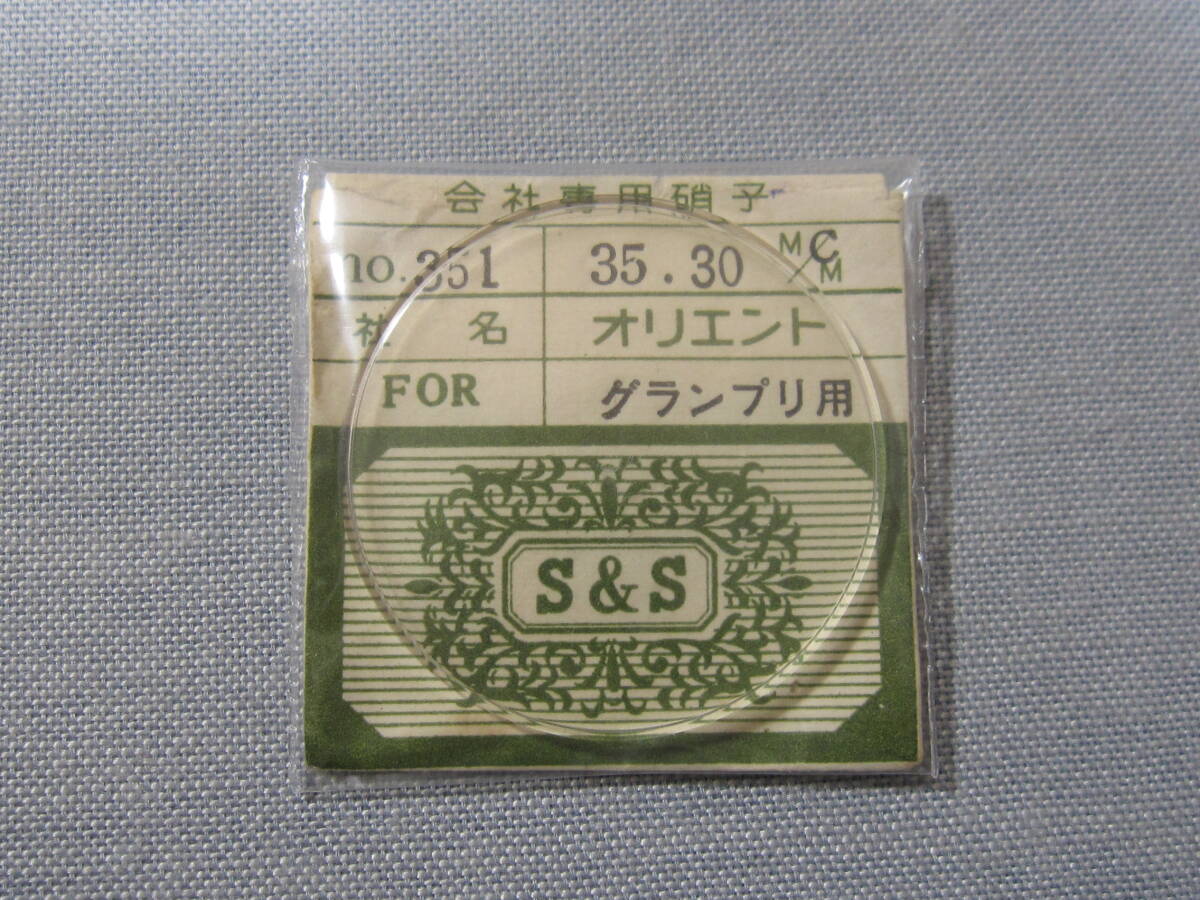 会社専用硝子
no.351 35.30 M/M C
社名 オリエント
FOR グランプリ用
S&S